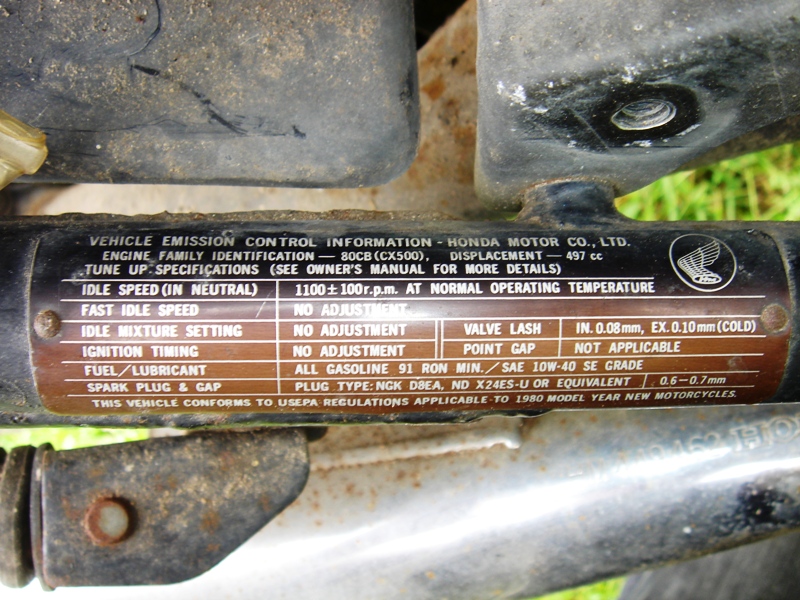 VEHICLE EMISSION CONTROL INFORMATION - HONDA MOTOR CO., LTD.
ENGINE FAMILY IDENTIFICATION — 80CB (CX500), DISPLACEMENT — 497 cc
TUNE UP SPECIFICATIONS (SEE OWNER'S MANUAL FOR MORE DETAILS)
IDLE SPEED (IN NEUTRAL) 1100±100 r.p.m. AT NORMAL OPERATING TEMPERATURE
FAST IDLE SPEED NO ADJUSTMENT
IDLE MIXTURE SETTING NO ADJUSTMENT VALVE LASH IN. 0.08mm, EX. 0.10mm (COLD)
IGNITION TIMING NO ADJUSTMENT POINT GAP NOT APPLICABLE
FUEL/LUBRICANT ALL GASOLINE 91 RON MIN./SAE 10W-40 SE GRADE
SPARK PLUG & GAP PLUG TYPE: NGK D8EA, ND X24ES-U OR EQUIVALENT 0.6—0.7mm
THIS VEHICLE CONFORMS TO USEPA REGULATIONS APPLICABLE TO 1980 MODEL YEAR NEW MOTORCYCLES.